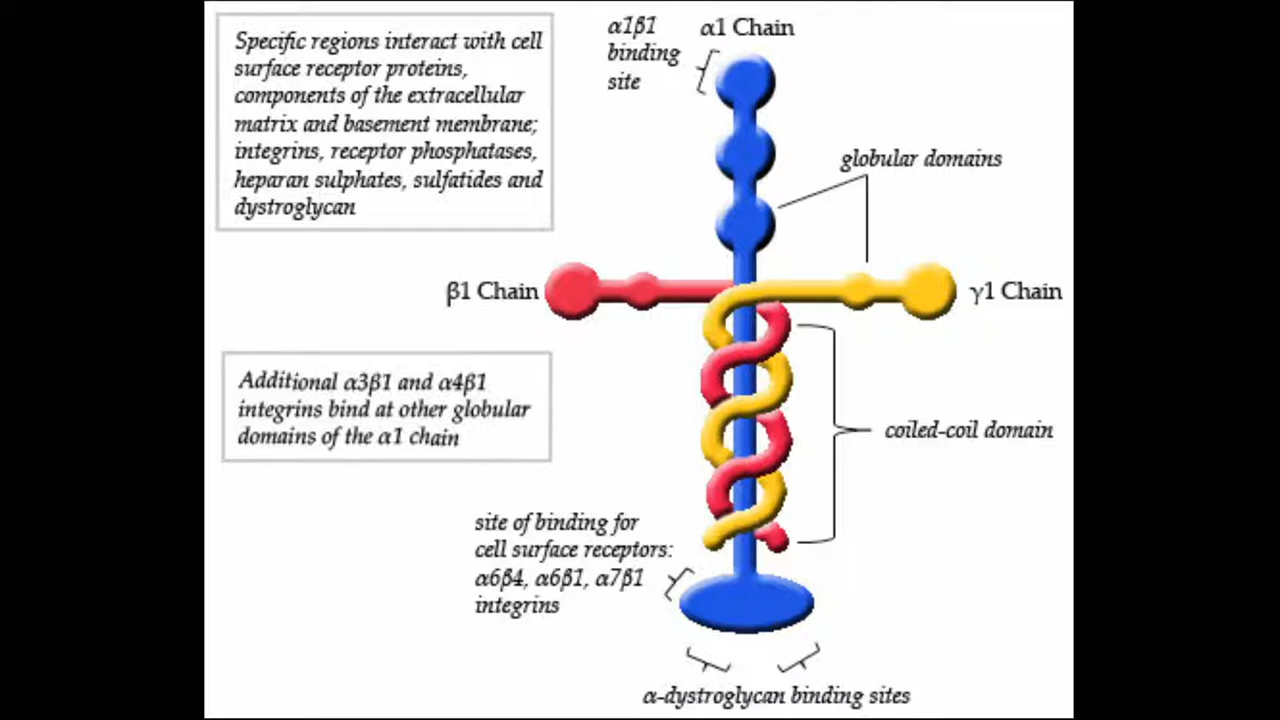 Specific regions interact with cell
surface receptor proteins,
components of the extracellular
matrix and basement membrane;
integrins, receptor phosphatases,
heparan sulphates, sulfatides and
dystroglycan
α1β1
binding
site
α1 Chain
globular domains
β1 Chain
γ1 Chain
Additional α3β1 and α4β1
integrins bind at other globular
domains of the α1 chain
coiled-coil domain
site of binding for
cell surface receptors:
α6β4, α6β1, α7β1
integrins
α-dystroglycan binding sites